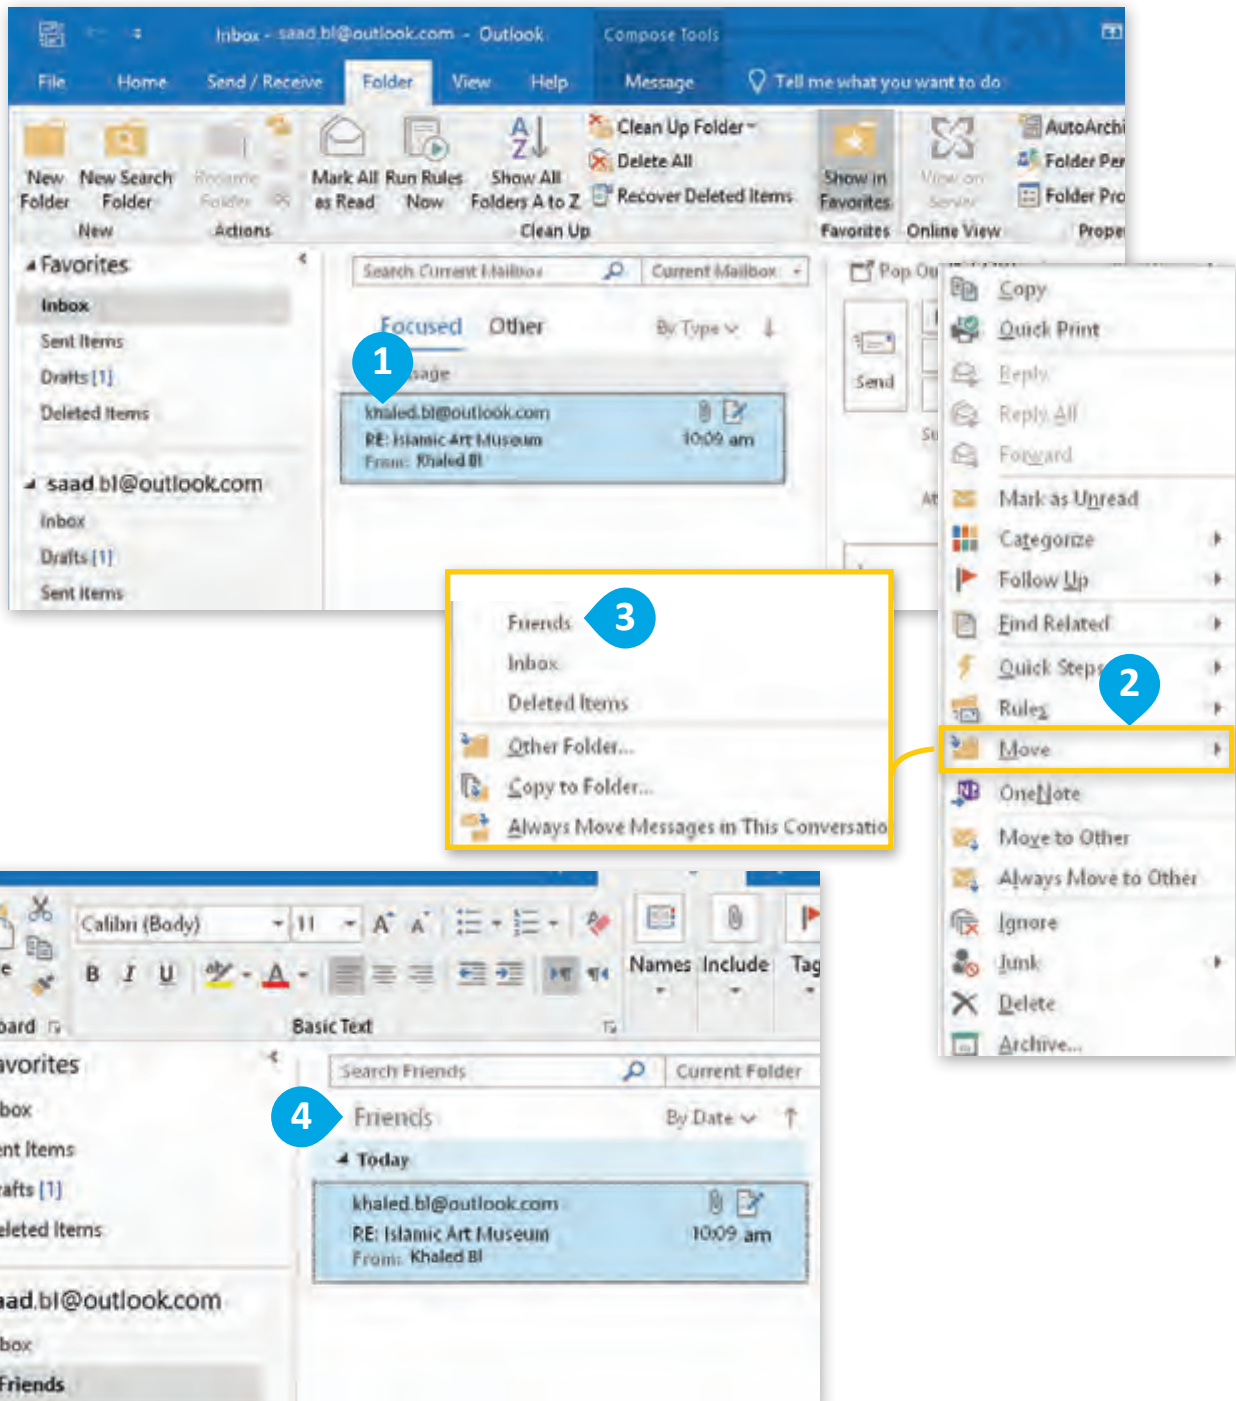 Inbox - saad.bl@outlook.com - Outlook
Compose Tools
File Home Send / Receive Folder View Help Message Tell me what you want to do
New Folder
New Search Folder
Rename Folder
Mark All as Read
Run Rules Now
Show All Folders A to Z
Clean Up Folder
Delete All
Recover Deleted Items
Show in Favorites
View on Server
AutoArchi
Folder Per
Folder Pro
New Actions Clean Up Favorites Online View Prope
Favorites
Inbox
Sent Items
Drafts [1]
Deleted Items
saad.bl@outlook.com
Inbox
Drafts [1]
Sent Items
Search Current Mailbox Current Mailbox
Focused Other By Type
1
khaled.bl@outlook.com
RE: Islamic Art Museum 10:09 am
From: Khaled Bl
Pop Ou
Send
Copy
Quick Print
Reply
Reply All
Forward
Mark as Unread
Categorize
Follow Up
Find Related
Quick Steps
2
Rules
Move
OneNote
Move to Other
Always Move to Other
Ignore
Junk
Delete
Archive...
Friends
3
Inbox
Deleted Items
Other Folder...
Copy to Folder...
Always Move Messages in This Conversatio
Calibri (Body) 11
B I U
Names Include Tag
oard Basic Text
avorites
box
ent Items
rafts [1]
eleted Items
aad.bl@outlook.com
box
Friends
Search Friends Current Folder
4
Friends By Date
Today
khaled.bl@outlook.com
RE: Islamic Art Museum 10:09 am
From: Khaled Bl